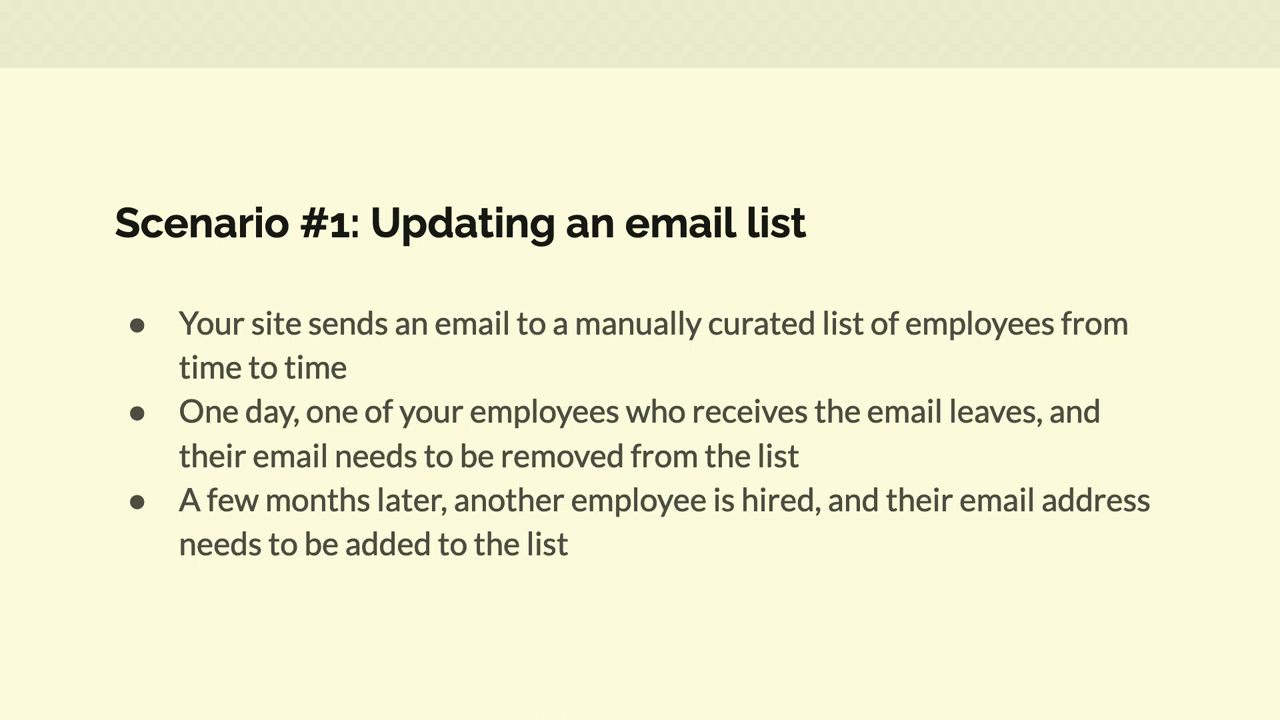 Scenario #1: Updating an email list
● Your site sends an email to a manually curated list of employees from
time to time
● One day, one of your employees who receives the email leaves, and
their email needs to be removed from the list
● A few months later, another employee is hired, and their email address
needs to be added to the list